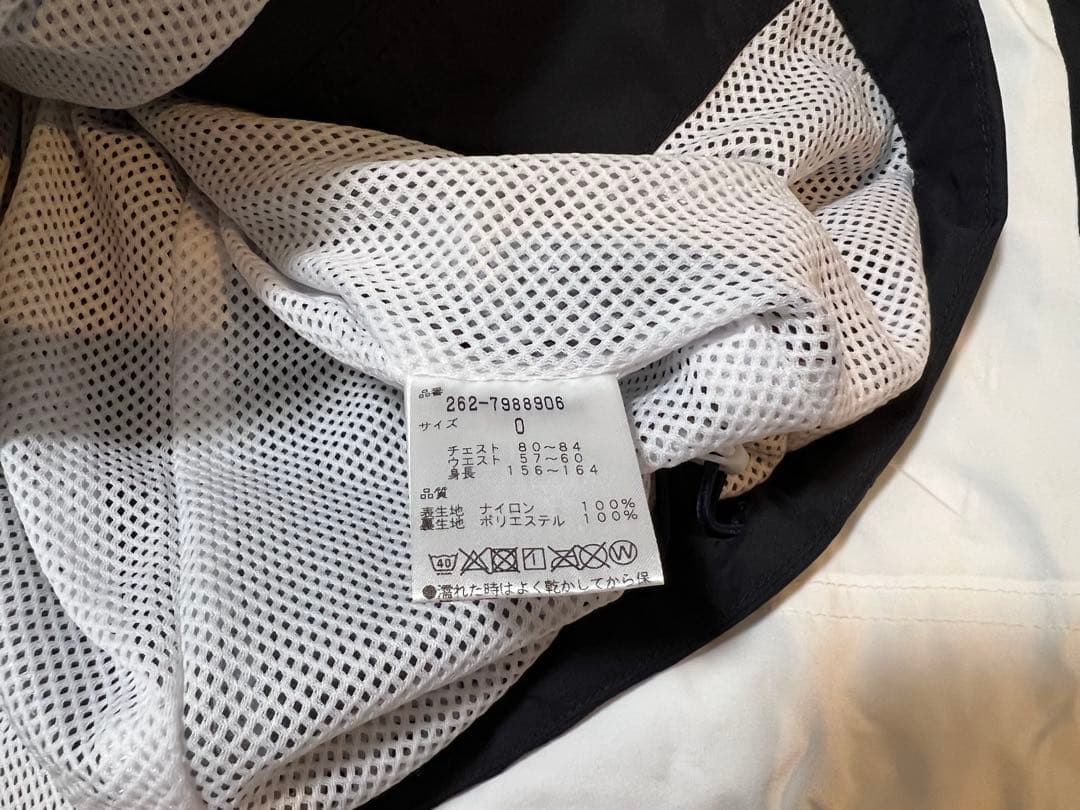 品番
262-7988906
サイズ 0
チェスト 80〜84
ウエスト 57〜60
身長 156〜164
品質
表生地 ナイロン 100%
裏生地 ポリエステル 100%
40 W
●濡れた時はよく乾かしてから保